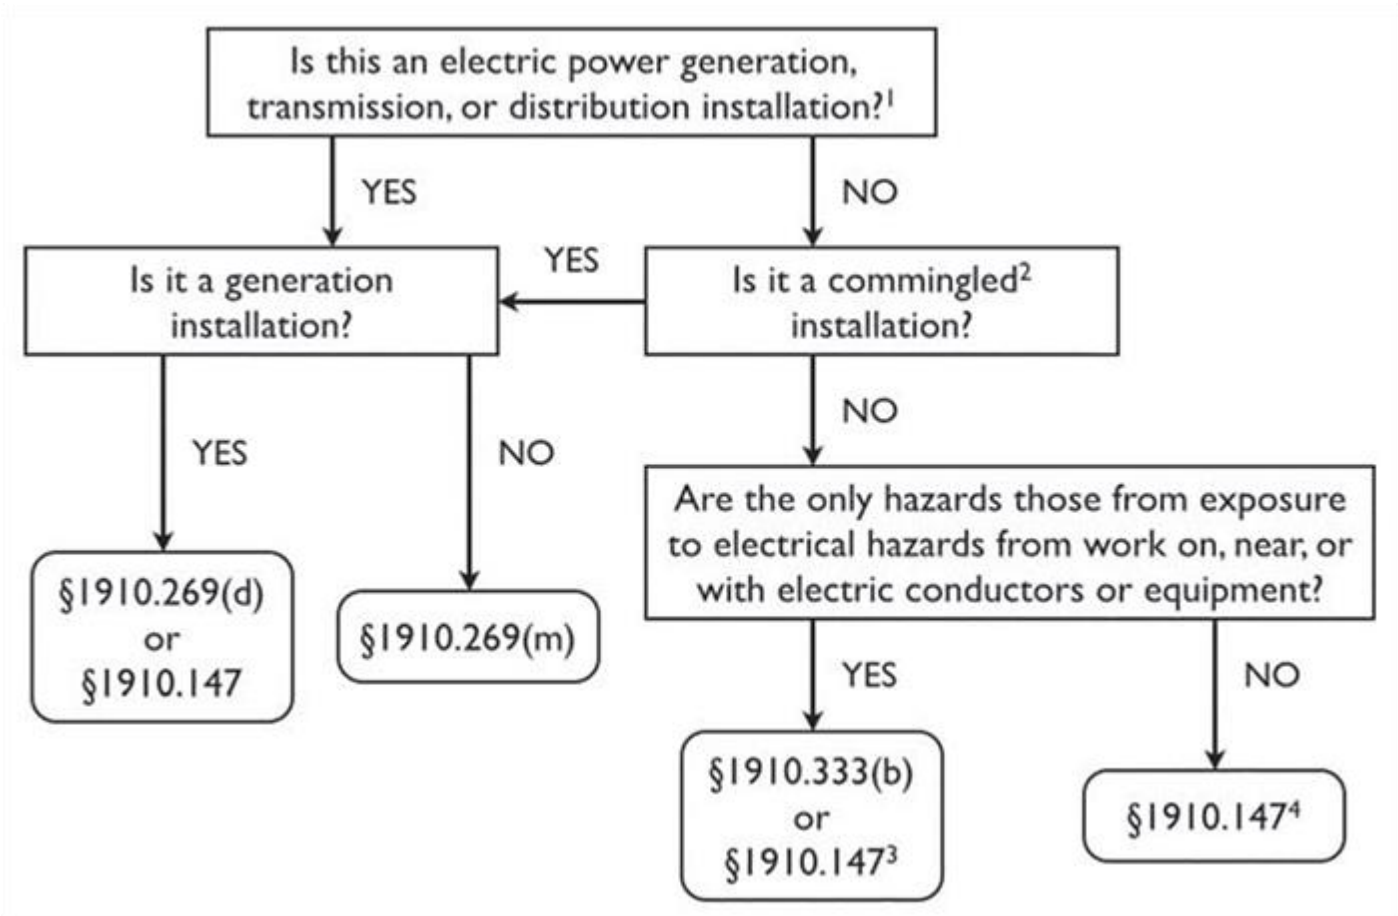 Is this an electric power generation,
transmission, or distribution installation?¹
YES
NO
Is it a generation
installation?
YES
Is it a commingled²
installation?
YES
NO
NO
Are the only hazards those from exposure
to electrical hazards from work on, near, or
with electric conductors or equipment?
§1910.269(d)
or
§1910.147
§1910.269(m)
YES
NO
§1910.333(b)
or
§1910.147³
§1910.147⁴